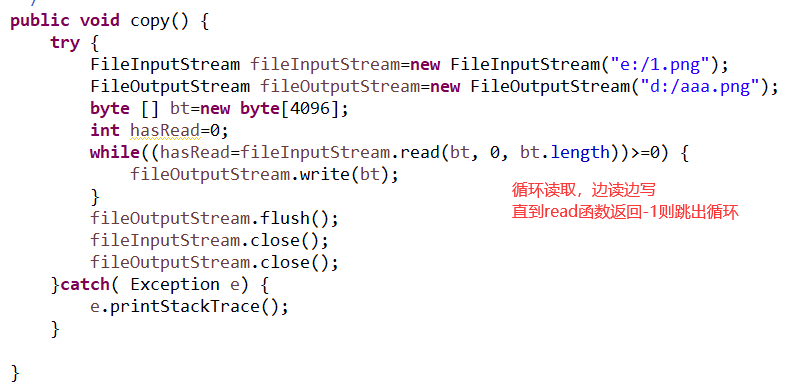 public void copy() {
try {
FileInputStream fileInputStream=new FileInputStream("e:/1.png");
FileOutputStream fileOutputStream=new FileOutputStream("d:/aaa.png");
byte [] bt=new byte[4096];
int hasRead=0;
while((hasRead=fileInputStream.read(bt, 0, bt.length))>=0) {
fileOutputStream.write(bt);
循环读取，边读边写
}
直到read函数返回-1则跳出循环
fileOutputStream.flush();
fileInputStream.close();
fileOutputStream.close();
}catch( Exception e) {
e.printStackTrace();
}
}